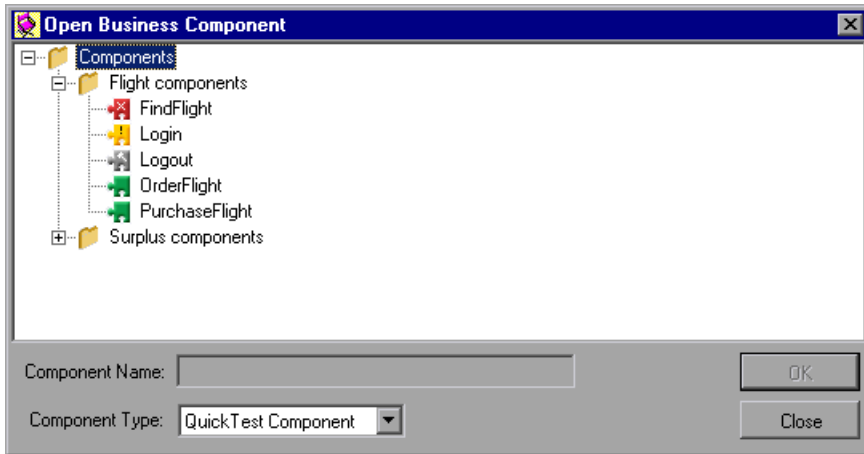 Open Business Component
Components
Flight components
FindFlight
Login
Logout
OrderFlight
PurchaseFlight
Surplus components
Component Name:
OK
Component Type: QuickTest Component
Close